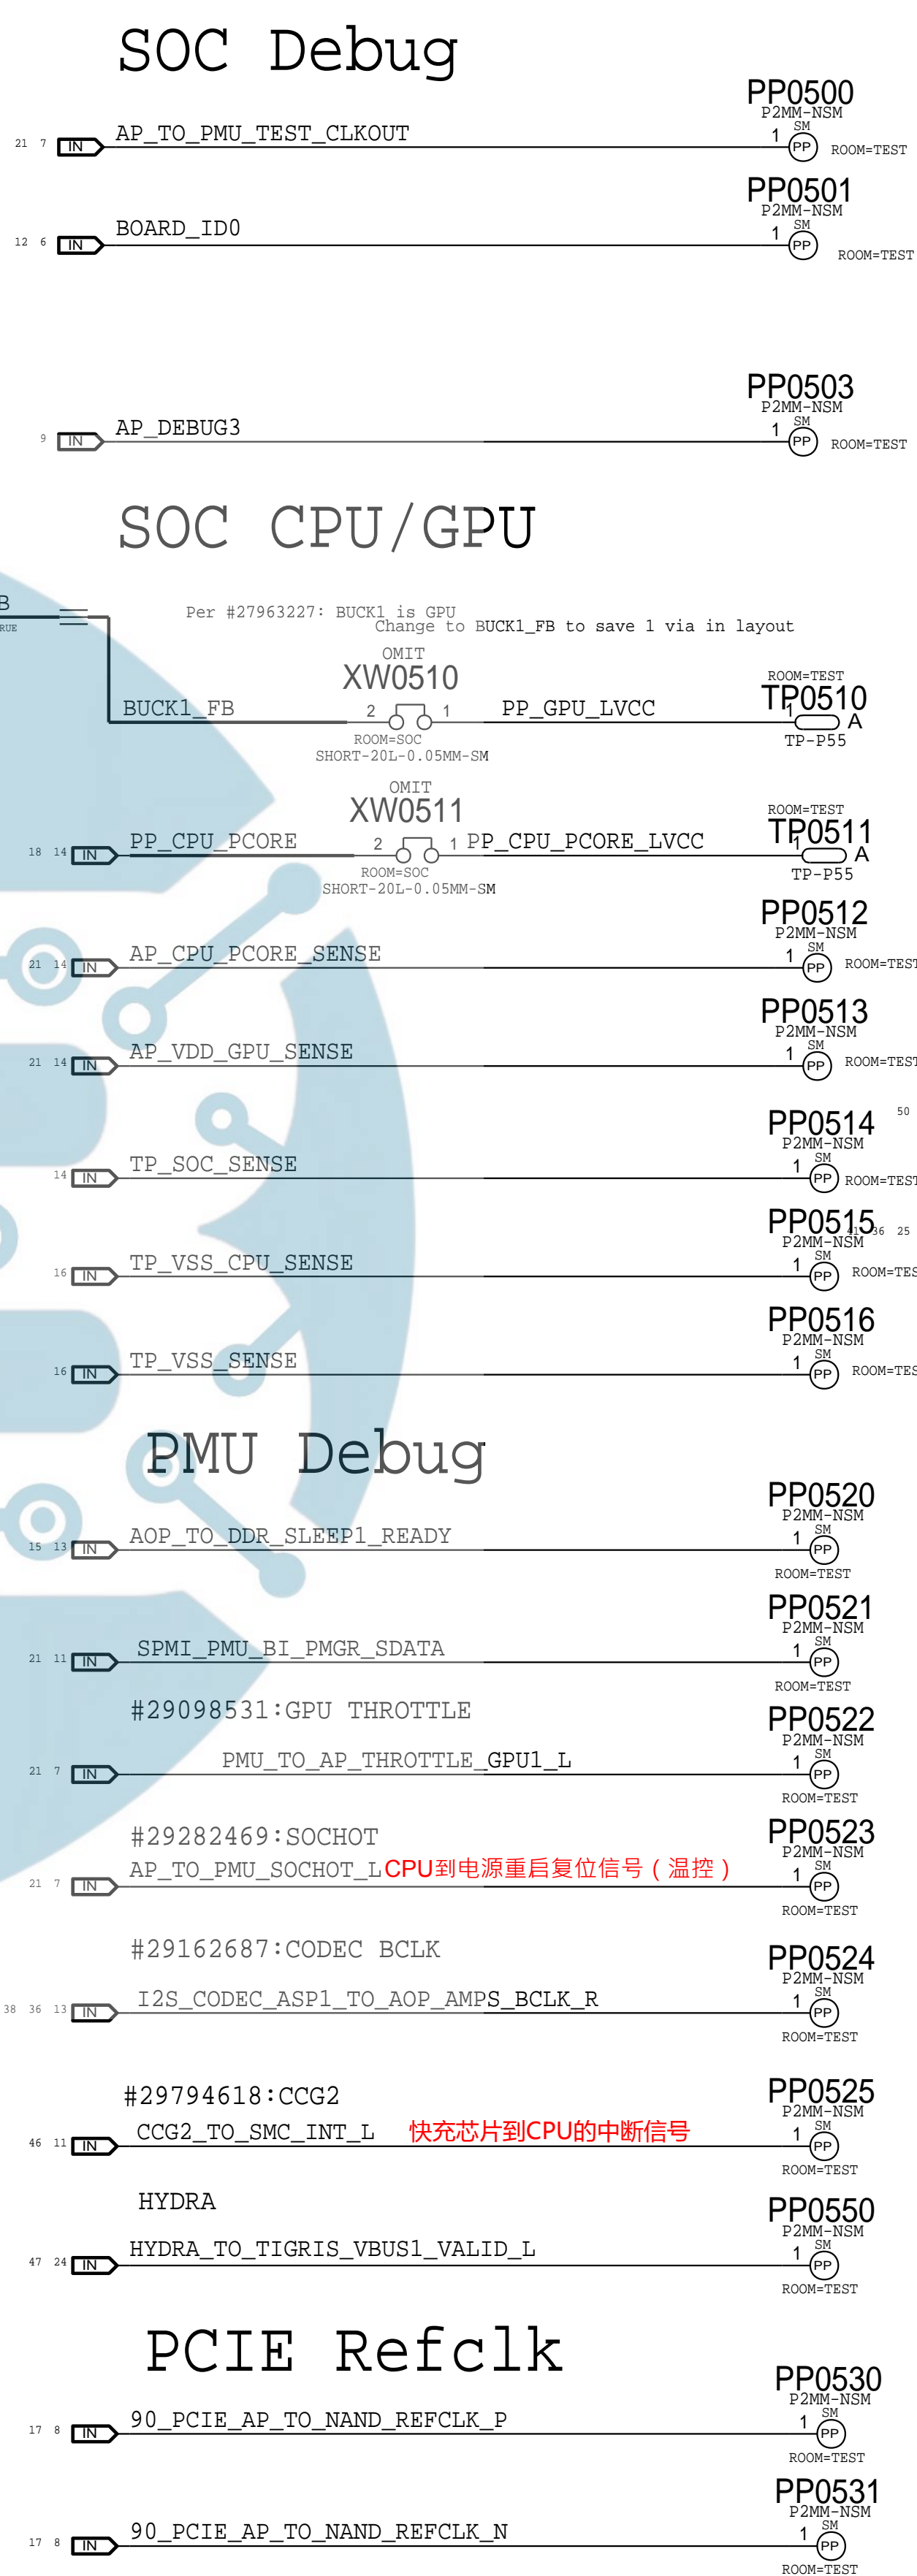 SOC Debug
PP0500
P2MM-NSM
SM
21 7 IN AP_TO_PMU_TEST_CLKOUT 1 PP ROOM=TEST
PP0501
P2MM-NSM
SM
12 6 IN BOARD_ID0 1 PP ROOM=TEST
PP0503
P2MM-NSM
SM
9 IN AP_DEBUG3 1 PP ROOM=TEST
SOC CPU/GPU
B
RUE
Per #27963227: BUCK1 is GPU
Change to BUCK1_FB to save 1 via in layout
OMIT
XW0510
ROOM=TEST
TP0510
BUCK1_FB 2 1 PP_GPU_LVCC 1 A
ROOM=SOC
SHORT-20L-0.05MM-SM
TP-P55
OMIT
XW0511
ROOM=TEST
TP0511
18 14 IN PP_CPU_PCORE 2 1 PP_CPU_PCORE_LVCC 1 A
ROOM=SOC
SHORT-20L-0.05MM-SM
TP-P55
PP0512
P2MM-NSM
SM
21 14 IN AP_CPU_PCORE_SENSE 1 PP ROOM=TEST
PP0513
P2MM-NSM
SM
21 14 IN AP_VDD_GPU_SENSE 1 PP ROOM=TEST
50
PP0514
P2MM-NSM
SM
14 IN TP_SOC_SENSE 1 PP ROOM=TEST
PP0515
41 36 25
P2MM-NSM
SM
16 IN TP_VSS_CPU_SENSE 1 PP ROOM=TES
PP0516
P2MM-NSM
SM
16 IN TP_VSS_SENSE 1 PP ROOM=TES
PMU Debug
PP0520
P2MM-NSM
SM
15 13 IN AOP_TO_DDR_SLEEP1_READY 1 PP
ROOM=TEST
PP0521
P2MM-NSM
SM
21 11 IN SPMI_PMU_BI_PMGR_SDATA 1 PP
ROOM=TEST
#29098531:GPU THROTTLE
PP0522
P2MM-NSM
SM
21 7 IN PMU_TO_AP_THROTTLE_GPU1_L 1 PP
ROOM=TEST
#29282469:SOCHOT
PP0523
P2MM-NSM
SM
21 7 IN AP_TO_PMU_SOCHOT_L CPU到电源重启复位信号（温控） 1 PP
ROOM=TEST
#29162687:CODEC BCLK
PP0524
P2MM-NSM
SM
38 36 13 IN I2S_CODEC_ASP1_TO_AOP_AMPS_BCLK_R 1 PP
ROOM=TEST
#29794618:CCG2
PP0525
P2MM-NSM
SM
46 11 IN CCG2_TO_SMC_INT_L 快充芯片到CPU的中断信号 1 PP
ROOM=TEST
HYDRA
PP0550
P2MM-NSM
SM
47 24 IN HYDRA_TO_TIGRIS_VBUS1_VALID_L 1 PP
ROOM=TEST
PCIE Refclk
PP0530
P2MM-NSM
SM
17 8 IN 90_PCIE_AP_TO_NAND_REFCLK_P 1 PP
ROOM=TEST
PP0531
P2MM-NSM
SM
17 8 IN 90_PCIE_AP_TO_NAND_REFCLK_N 1 PP
ROOM=TEST